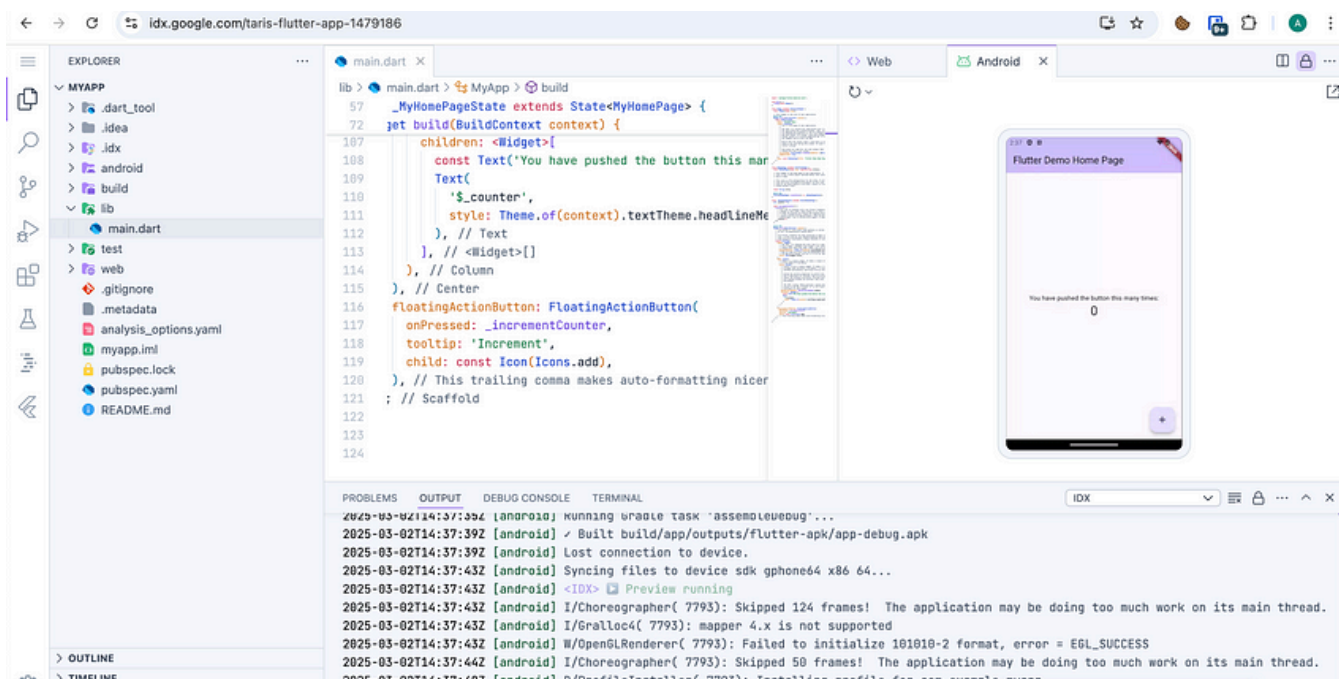 idx.google.com/taris-flutter-app-1479186
A
EXPLORER
MYAPP
.dart_tool
.idea
.idx
android
build
lib
main.dart
test
web
.gitignore
.metadata
analysis_options.yaml
myapp.iml
pubspec.lock
pubspec.yaml
README.md
OUTLINE
TIMELINE
main.dart
lib > main.dart > MyApp > build
57 _MyHomePageState extends State<MyHomePage> {
72 get build(BuildContext context) {
107 children: <Widget>[
108 const Text('You have pushed the button this man
109 Text(
110 '$_counter',
111 style: Theme.of(context).textTheme.headlineMe
112 ), // Text
113 ], // <Widget>[]
114 ), // Column
115 ), // Center
116 floatingActionButton: FloatingActionButton(
117 onPressed: _incrementCounter,
118 tooltip: 'Increment',
119 child: const Icon(Icons.add),
120 ), // This trailing comma makes auto-formatting nicer
121 ; // Scaffold
122
123
124
Web
Android
2:37
Flutter Demo Home Page
You have pushed the button this many times:
0
+
PROBLEMS OUTPUT DEBUG CONSOLE TERMINAL
IDX
2025-03-02T14:37:35Z [android] Running Gradle task 'assembleDebug'...
2025-03-02T14:37:39Z [android] ✓ Built build/app/outputs/flutter-apk/app-debug.apk
2025-03-02T14:37:39Z [android] Lost connection to device.
2025-03-02T14:37:43Z [android] Syncing files to device sdk gphone64 x86 64...
2025-03-02T14:37:43Z [android] <IDX> ▶ Preview running
2025-03-02T14:37:43Z [android] I/Choreographer( 7793): Skipped 124 frames! The application may be doing too much work on its main thread.
2025-03-02T14:37:43Z [android] I/Gralloc4( 7793): mapper 4.x is not supported
2025-03-02T14:37:43Z [android] W/OpenGLRenderer( 7793): Failed to initialize 101010-2 format, error = EGL_SUCCESS
2025-03-02T14:37:44Z [android] I/Choreographer( 7793): Skipped 50 frames! The application may be doing too much work on its main thread.